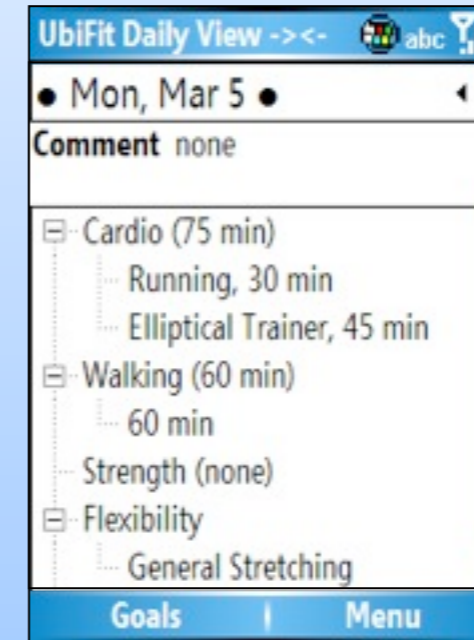 UbiFit Daily View -><- abc
● Mon, Mar 5 ●
Comment none
Cardio (75 min)
Running, 30 min
Elliptical Trainer, 45 min
Walking (60 min)
60 min
Strength (none)
Flexibility
General Stretching
Goals Menu